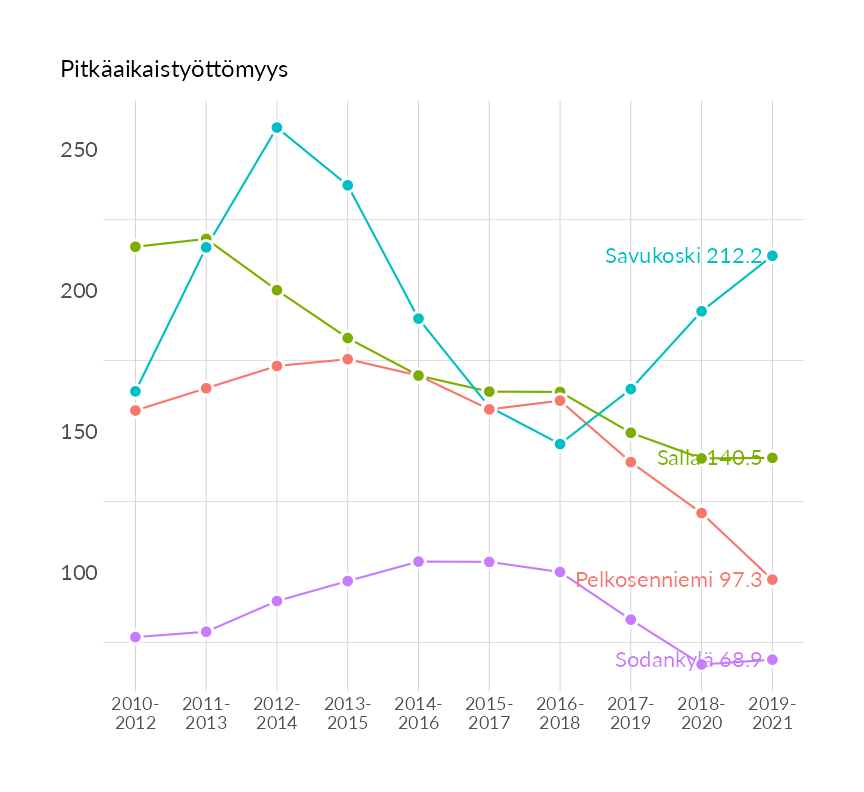 Pitkäaikaistyöttömyys
250
200
150
100
Savukoski 212.2
Salla 140.5
Pelkosenniemi 97.3
Sodankylä 68.9
2010- 2011- 2012- 2013- 2014- 2015- 2016- 2017- 2018- 2019-
2012 2013 2014 2015 2016 2017 2018 2019 2020 2021